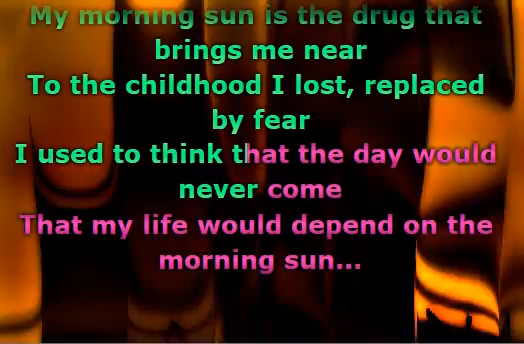 My morning sun is the drug that
brings me near
To the childhood I lost, replaced
by fear
I used to think that the day would
never come
That my life would depend on the
morning sun...